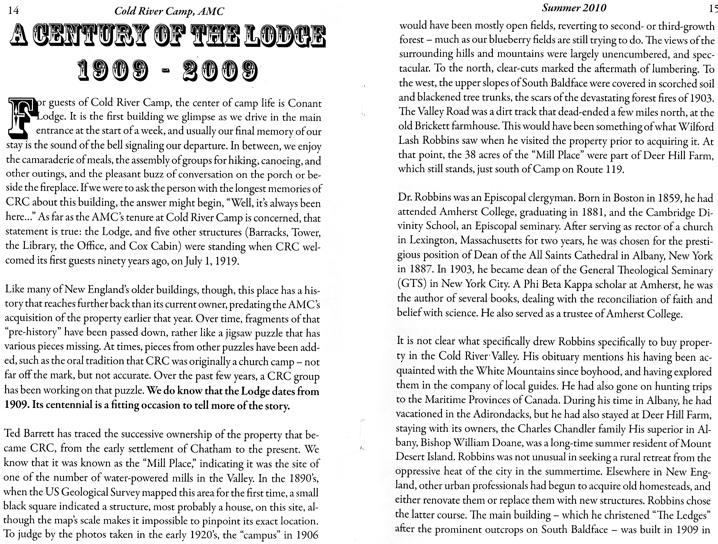 14
Cold River Camp, AMC
A CENTURY OF THE LODGE
1909 - 2009
For guests of Cold River Camp, the center of camp life is Conant
Lodge. It is the first building we glimpse as we drive in the main
entrance at the start of a week, and usually our final memory of our
stay is the sound of the bell signaling our departure. In between, we enjoy
the camaraderie of meals, the assembly of groups for hiking, canoeing, and
other outings, and the pleasant buzz of conversation on the porch or be-
side the fireplace. If we were to ask the person with the longest memories of
CRC about this building, the answer might begin, "Well, it's always been
here..." As far as the AMC's tenure at Cold River Camp is concerned, that
statement is true: the Lodge, and five other structures (Barracks, Tower,
the Library, the Office, and Cox Cabin) were standing when CRC wel-
comed its first guests ninety years ago, on July 1, 1919.
Like many of New England's older buildings, though, this place has a his-
tory that reaches further back than its current owner, predating the AMC's
acquisition of the property earlier that year. Over time, fragments of that
"pre-history" have been passed down, rather like a jigsaw puzzle that has
various pieces missing. At times, pieces from other puzzles have been add-
ed, such as the oral tradition that CRC was originally a church camp – not
far off the mark, but not accurate. Over the past few years, a CRC group
has been working on that puzzle. We do know that the Lodge dates from
1909. Its centennial is a fitting occasion to tell more of the story.
Ted Barrett has traced the successive ownership of the property that be-
came CRC, from the early settlement of Chatham to the present. We
know that it was known as the "Mill Place," indicating it was the site of
one of the number of water-powered mills in the Valley. In the 1890's,
when the US Geological Survey mapped this area for the first time, a small
black square indicated a structure, most probably a house, on this site, al-
though the map's scale makes it impossible to pinpoint its exact location.
To judge by the photos taken in the early 1920's, the "campus" in 1906
Summer 2010
15
would have been mostly open fields, reverting to second- or third-growth
forest – much as our blueberry fields are still trying to do. The views of the
surrounding hills and mountains were largely unencumbered, and spec-
tacular. To the north, clear-cuts marked the aftermath of lumbering. To
the west, the upper slopes of South Baldface were covered in scorched soil
and blackened tree trunks, the scars of the devastating forest fires of 1903.
The Valley Road was a dirt track that dead-ended a few miles north, at the
old Brickett farmhouse. This would have been something of what Wilford
Lash Robbins saw when he visited the property prior to acquiring it. At
that point, the 38 acres of the "Mill Place" were part of Deer Hill Farm,
which still stands, just south of Camp on Route 119.
Dr. Robbins was an Episcopal clergyman. Born in Boston in 1859, he had
attended Amherst College, graduating in 1881, and the Cambridge Di-
vinity School, an Episcopal seminary. After serving as rector of a church
in Lexington, Massachusetts for two years, he was chosen for the presti-
gious position of Dean of the All Saints Cathedral in Albany, New York
in 1887. In 1903, he became dean of the General Theological Seminary
(GTS) in New York City. A Phi Beta Kappa scholar at Amherst, he was
the author of several books, dealing with the reconciliation of faith and
belief with science. He also served as a trustee of Amherst College.
It is not clear what specifically drew Robbins specifically to buy proper-
ty in the Cold River Valley. His obituary mentions his having been ac-
quainted with the White Mountains since boyhood, and having explored
them in the company of local guides. He had also gone on hunting trips
to the Maritime Provinces of Canada. During his time in Albany, he had
vacationed in the Adirondacks, but had also stayed at Deer Hill Farm,
staying with its owners, the Charles Chandler family His superior in Al-
bany, Bishop William Doane, was a long-time summer resident of Mount
Desert Island. Robbins was not unusual in seeking a rural retreat from the
oppressive heat of the city in the summertime. Elsewhere in New Eng-
land, other urban professionals had begun to acquire old homesteads, and
either renovate them or replace them with new structures. Robbins chose
the latter course. The main building – which he christened "The Ledges"
after the prominent outcrops on South Baldface – was built in 1909 in